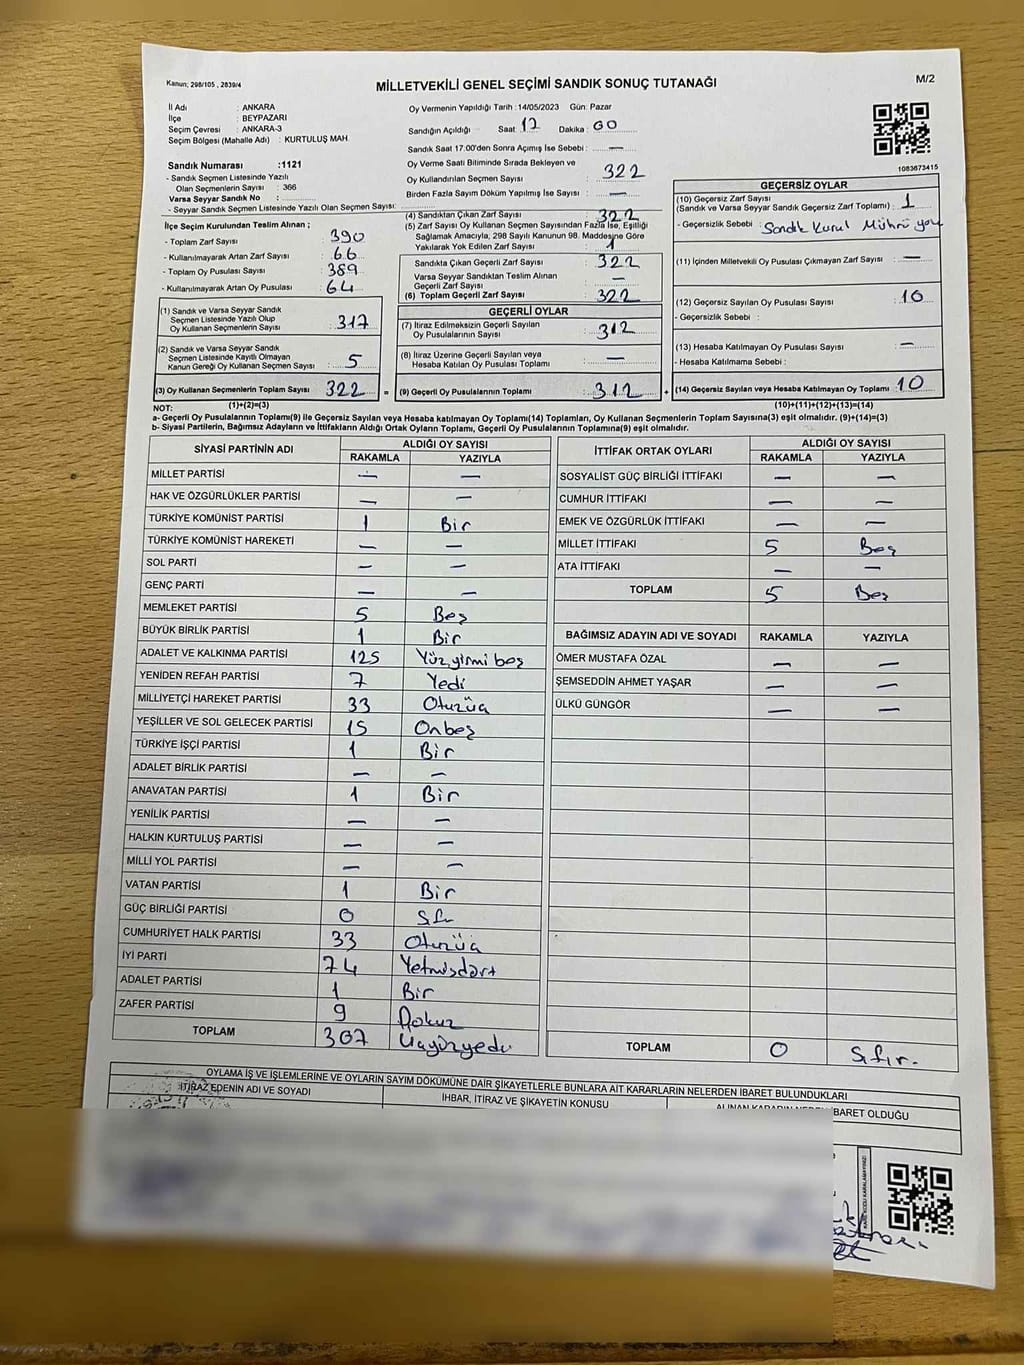 Kanun; 298/105 , 2839/4
MİLLETVEKİLİ GENEL SEÇİMİ SANDIK SONUÇ TUTANAĞI
M/2
İl Adı : ANKARA
İlçe : BEYPAZARI
Seçim Çevresi : ANKARA-3
Seçim Bölgesi (Mahalle Adı) : KURTULUŞ MAH.
Sandık Numarası :1121
- Sandık Seçmen Listesinde Yazılı
Olan Seçmenlerin Sayısı : 366
Varsa Seyyar Sandık No :
- Seyyar Sandık Seçmen Listesinde Yazılı Olan Seçmen Sayısı:
Oy Vermenin Yapıldığı Tarih : 14/05/2023 Gün: Pazar
Sandığın Açıldığı Saat 17 Dakika 00
Sandık Saat 17.00'den Sonra Açımış İse Sebebi : —
Oy Verme Saati Bitiminde Sırada Bekleyen ve
Oy Kullandırılan Seçmen Sayısı : 322
Birden Fazla Sayım Döküm Yapılmış İse Sayısı : —
1083673415
İlçe Seçim Kurulundan Teslim Alınan ;
- Toplam Zarf Sayısı : 390
- Kullanılmayarak Artan Zarf Sayısı : 66
- Toplam Oy Pusulası Sayısı : 389
- Kullanılmayarak Artan Oy Pusulası : 64
(1) Sandık ve Varsa Seyyar Sandık
Seçmen Listesinde Yazılı Olup
Oy Kullanan Seçmenlerin Sayısı : 317
(2) Sandık ve Varsa Seyyar Sandık
Seçmen Listesinde Kayıtlı Olmayan
Kanun Gereği Oy Kullanan Seçmen Sayısı : 5
(3) Oy Kullanan Seçmenlerin Toplam Sayısı : 322 =
(1)+(2)=(3)
(4) Sandıktan Çıkan Zarf Sayısı : 322
(5) Zarf Sayısı Oy Kullanan Seçmen Sayısından Fazla İse, Eşitliği
Sağlamak Amacıyla, 298 Sayılı Kanunun 98. Maddesine Göre
Yakılarak Yok Edilen Zarf Sayısı : 1
Sandıkta Çıkan Geçerli Zarf Sayısı : 322
Varsa Seyyar Sandıktan Teslim Alınan
Geçerli Zarf Sayısı : —
(6) Toplam Geçerli Zarf Sayısı : 322
GEÇERLİ OYLAR
(7) İtiraz Edilmeksizin Geçerli Sayılan
Oy Pusulalarının Sayısı : 312
(8) İtiraz Üzerine Geçerli Sayılan veya
Hesaba Katılan Oy Pusulası Toplamı : —
(9) Geçerli Oy Pusulalarının Toplamı : 312 +
GEÇERSİZ OYLAR
(10) Geçersiz Zarf Sayısı
(Sandık ve Varsa Seyyar Sandık Geçersiz Zarf Toplamı) : 1
- Geçersizlik Sebebi : Sandık Kurul Mührü yok
(11) İçinden Milletvekili Oy Pusulası Çıkmayan Zarf Sayısı : —
(12) Geçersiz Sayılan Oy Pusulası Sayısı : 10
- Geçersizlik Sebebi :
(13) Hesaba Katılmayan Oy Pusulası Sayısı : —
- Hesaba Katılmama Sebebi :
(14) Geçersiz Sayılan veya Hesaba Katılmayan Oy Toplamı : 10
(10)+(11)+(12)+(13)=(14)
NOT:
a- Geçerli Oy Pusulalarının Toplamı(9) ile Geçersiz Sayılan veya Hesaba katılmayan Oy Toplamı(14) Toplamları, Oy Kullanan Seçmenlerin Toplam Sayısına(3) eşit olmalıdır. (9)+(14)=(3)
b- Siyasi Partilerin, Bağımsız Adayların ve İttifakların Aldığı Ortak Oyların Toplamı, Geçerli Oy Pusulalarının Toplamına(9) eşit olmalıdır.
SİYASİ PARTİNİN ADI ALDIĞI OY SAYISI
RAKAMLA YAZIYLA
MİLLET PARTİSİ — —
HAK VE ÖZGÜRLÜKLER PARTİSİ — —
TÜRKİYE KOMÜNİST PARTİSİ 1 Bir
TÜRKİYE KOMÜNİST HAREKETİ — —
SOL PARTİ — —
GENÇ PARTİ — —
MEMLEKET PARTİSİ 5 Beş
BÜYÜK BİRLİK PARTİSİ 1 Bir
ADALET VE KALKINMA PARTİSİ 125 Yüzyirmi beş
YENİDEN REFAH PARTİSİ 7 Yedi
MİLLİYETÇİ HAREKET PARTİSİ 33 Otuzüç
YEŞİLLER VE SOL GELECEK PARTİSİ 15 Onbeş
TÜRKİYE İŞÇİ PARTİSİ 1 Bir
ADALET BİRLİK PARTİSİ — —
ANAVATAN PARTİSİ 1 Bir
YENİLİK PARTİSİ — —
HALKIN KURTULUŞ PARTİSİ — —
MİLLİ YOL PARTİSİ — —
VATAN PARTİSİ 1 Bir
GÜÇ BİRLİĞİ PARTİSİ 0 Sıfır
CUMHURİYET HALK PARTİSİ 33 Otuzüç
İYİ PARTİ 74 Yetmişdört
ADALET PARTİSİ 1 Bir
ZAFER PARTİSİ 9 Dokuz
TOPLAM 307 Üçyüzyedi
İTTİFAK ORTAK OYLARI ALDIĞI OY SAYISI
RAKAMLA YAZIYLA
SOSYALİST GÜÇ BİRLİĞİ İTTİFAKI — —
CUMHUR İTTİFAKI — —
EMEK VE ÖZGÜRLÜK İTTİFAKI — —
MİLLET İTTİFAKI 5 Beş
ATA İTTİFAKI — —
TOPLAM 5 Beş
BAĞIMSIZ ADAYIN ADI VE SOYADI RAKAMLA YAZIYLA
ÖMER MUSTAFA ÖZAL — —
ŞEMSEDDİN AHMET YAŞAR — —
ÜLKÜ GÜNGÖR — —
TOPLAM 0 Sıfır.
OYLAMA İŞ VE İŞLEMLERİNE VE OYLARIN SAYIM DÖKÜMÜNE DAİR ŞİKAYETLERLE BUNLARA AİT KARARLARIN NELERDEN İBARET BULUNDUKLARI
İTİRAZ EDENİN ADI VE SOYADI
İHBAR, İTİRAZ VE ŞİKAYETİN KONUSU
ALINAN KARARIN NEDEN İBARET OLDUĞU